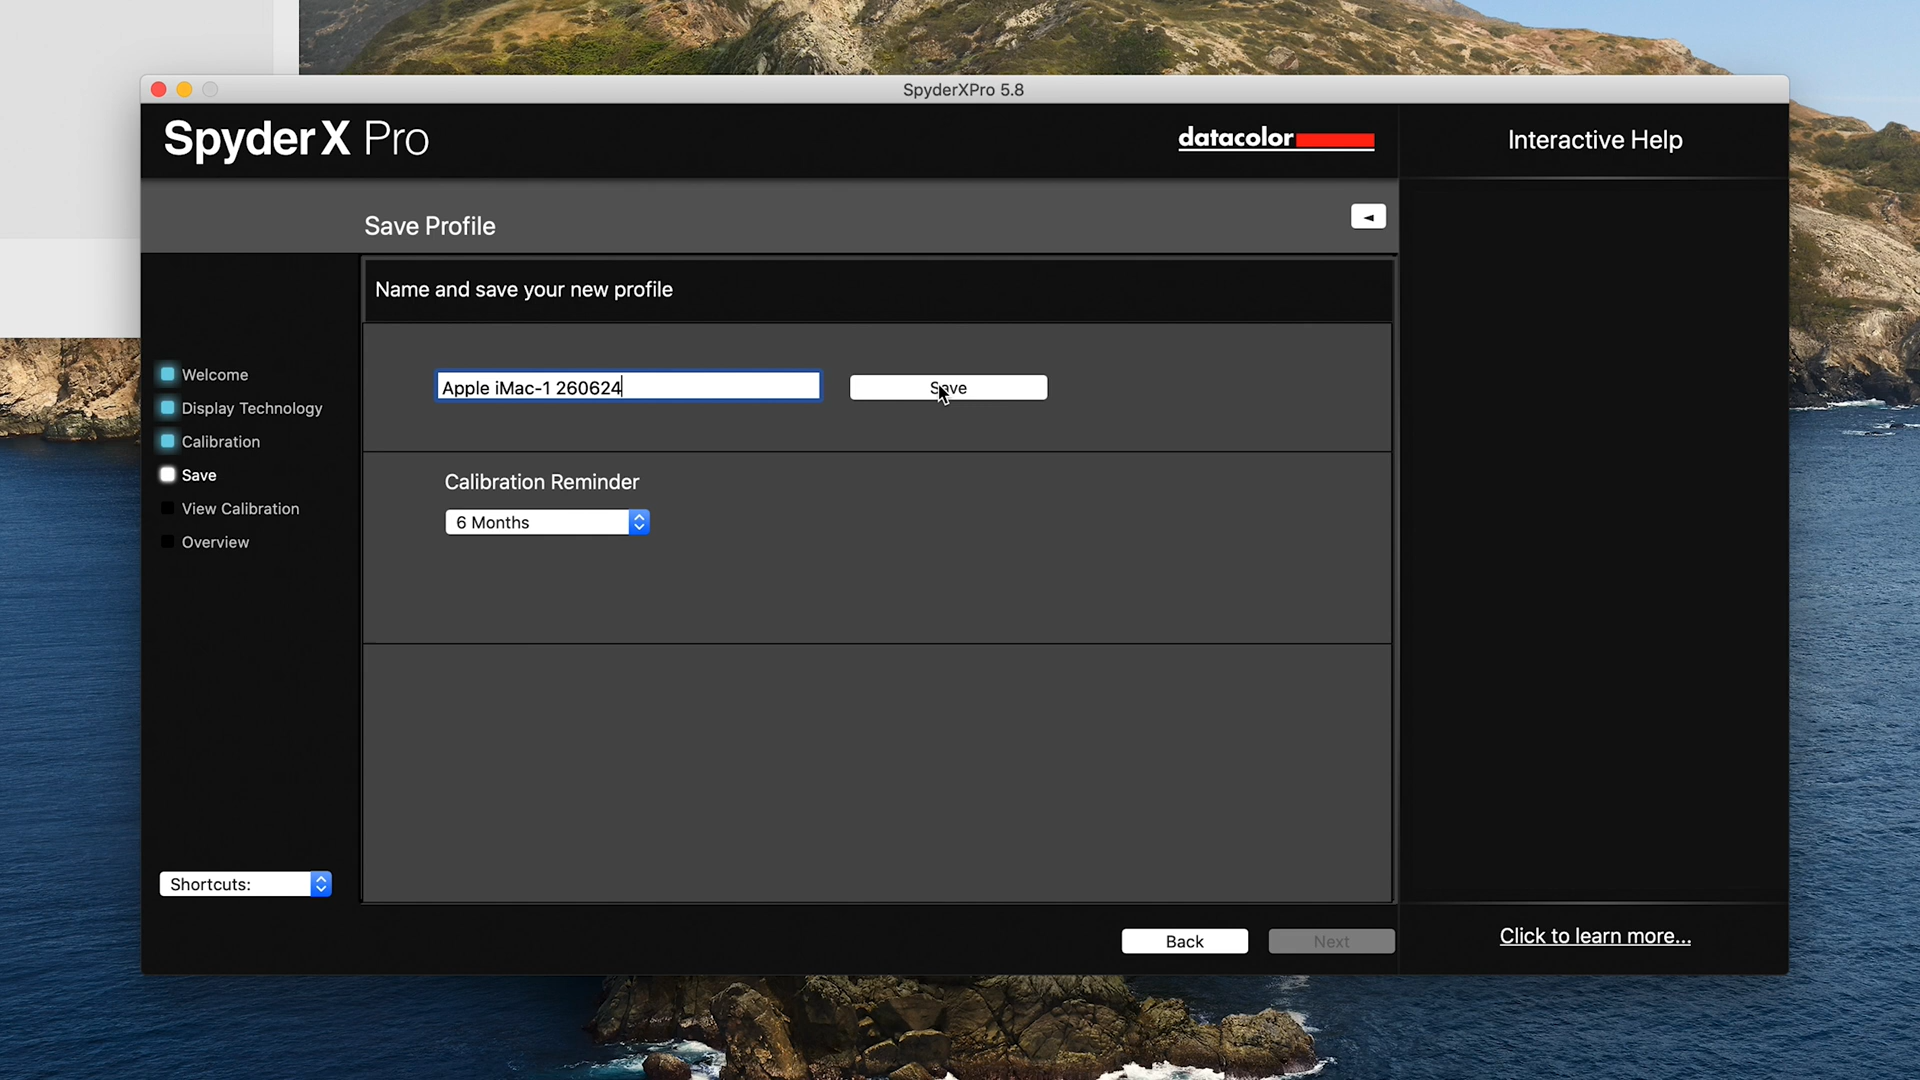 SpyderXPro 5.8
SpyderX Pro
datacolor
Interactive Help
Save Profile
◄
Name and save your new profile
Apple iMac-1 260624
Save
Welcome
Display Technology
Calibration
Save
View Calibration
Overview
Calibration Reminder
6 Months
Shortcuts:
Back
Next
Click to learn more...